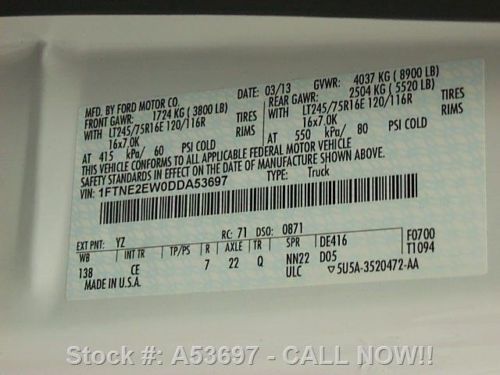 MFD. BY FORD MOTOR CO.
DATE: 03/13
GVWR: 4037 KG ( 8900 LB)
FRONT GAWR: 1724 KG ( 3800 LB)
REAR GAWR: 2504 KG ( 5520 LB)
WITH LT245/75R16E 120/116R TIRES
WITH LT245/75R16E 120/116R TIRES
16x7.0K RIMS
16x7.0K RIMS
AT 415 kPa/ 60 PSI COLD
AT 550 kPa/ 80 PSI COLD
THIS VEHICLE CONFORMS TO ALL APPLICABLE FEDERAL MOTOR VEHICLE
SAFETY STANDARDS IN EFFECT ON THE DATE OF MANUFACTURE SHOWN ABOVE.
VIN: 1FTNE2EW0DDA53697
TYPE: Truck
EXT PNT: YZ RC: 71 DSO: 0871
WB INT TR TP/PS R AXLE TR SPR DE416 F0700
138 CE 7 22 Q NN22 D05 T1094
MADE IN U.S.A. ULC ▽5U5A-3520472-AA
Stock #: A53697 - CALL NOW!!